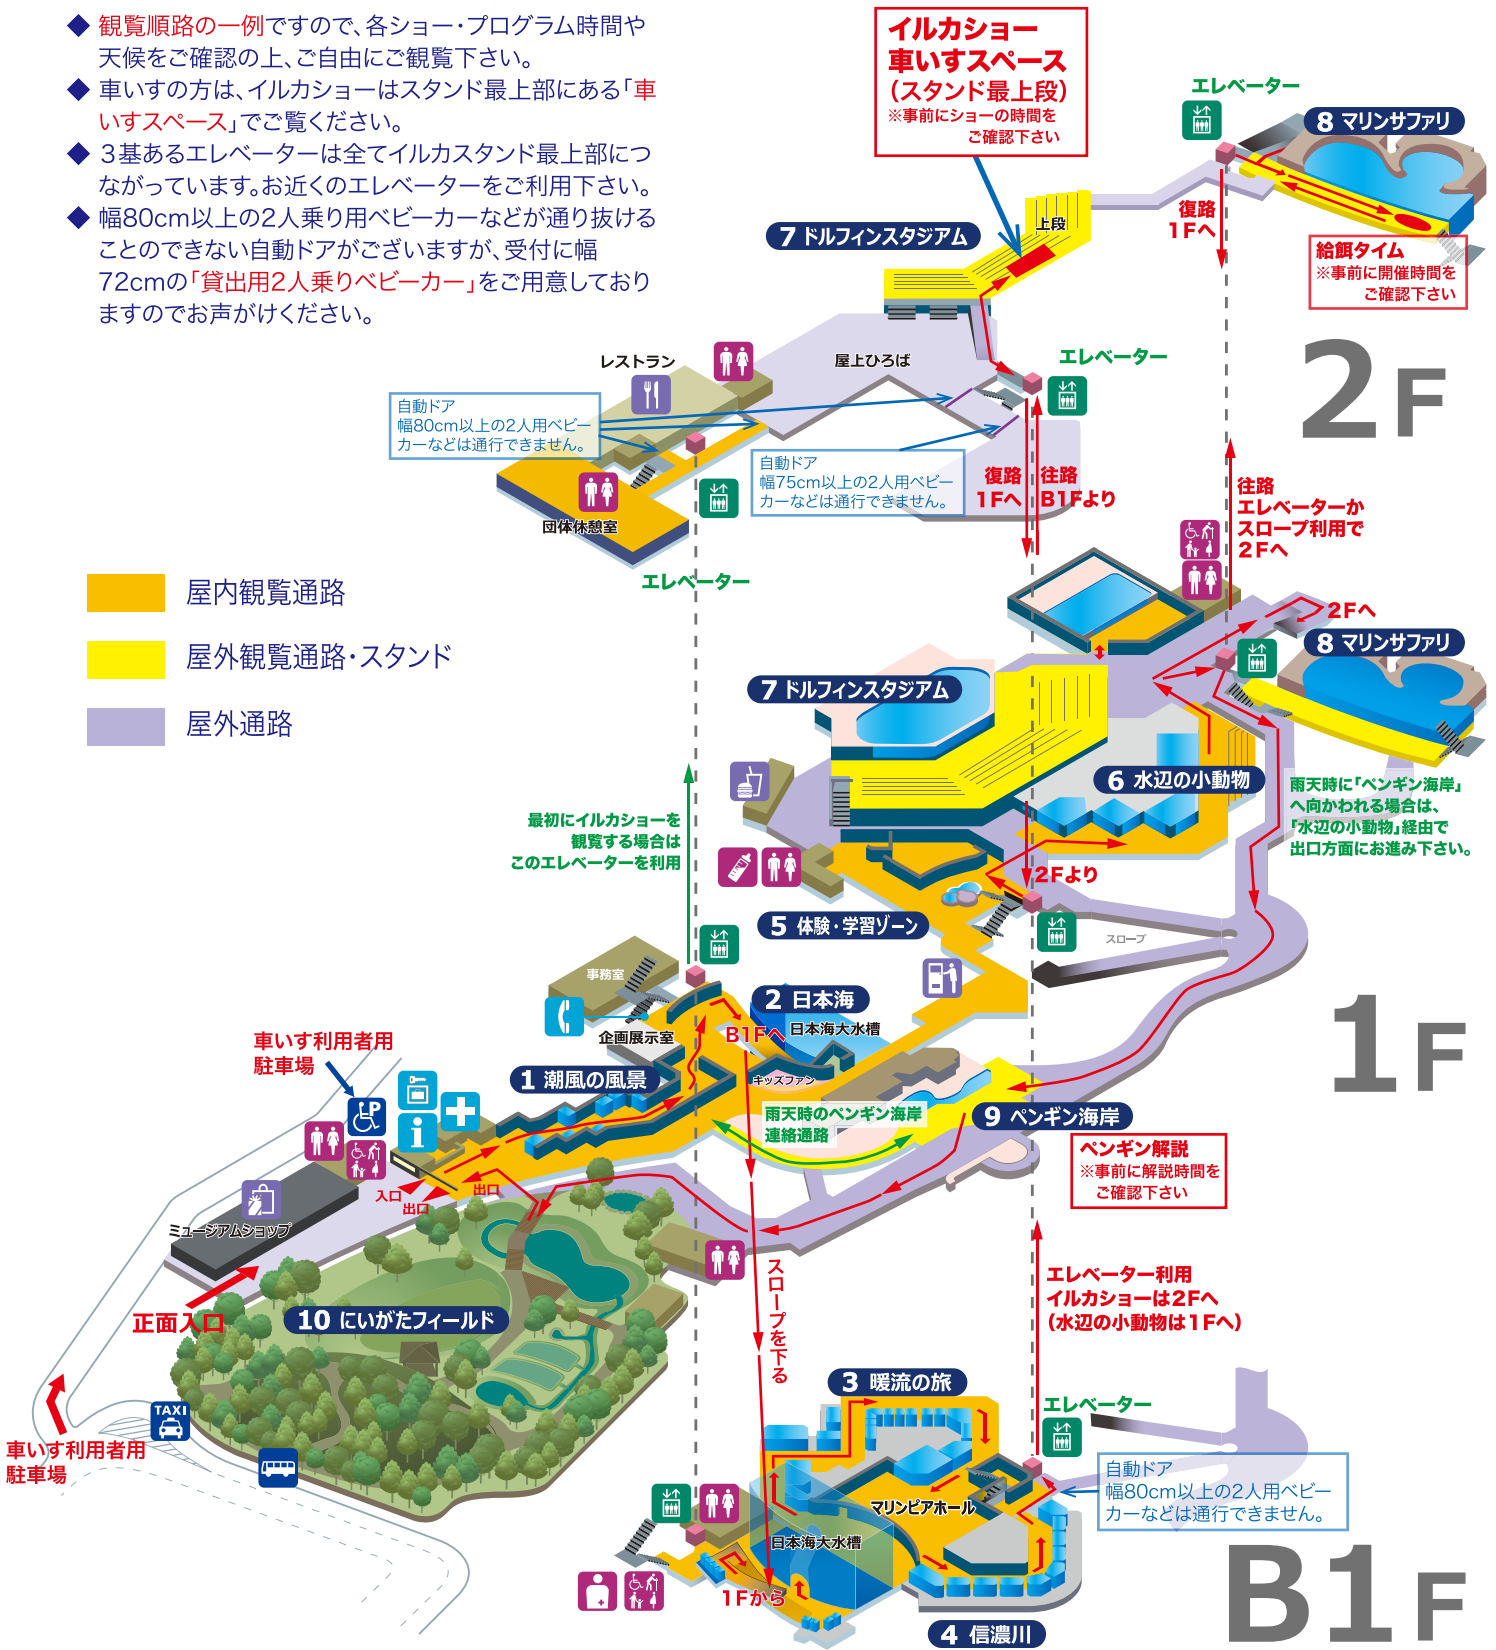 ◆ 観覧順路の一例ですので、各ショー・プログラム時間や
天候をご確認の上、ご自由にご観覧下さい。
◆ 車いすの方は、イルカショーはスタンド最上部にある「車
いすスペース」でご覧ください。
◆ 3基あるエレベーターは全てイルカスタンド最上部につ
ながっています。お近くのエレベーターをご利用下さい。
◆ 幅80cm以上の2人乗り用ベビーカーなどが通り抜ける
ことのできない自動ドアがございますが、受付に幅
72cmの「貸出用2人乗りベビーカー」をご用意しており
ますのでお声がけください。
イルカショー
車いすスペース
（スタンド最上段）
※事前にショーの時間を
ご確認下さい
エレベーター
8 マリンサファリ
復路
1Fへ
給餌タイム
※事前に開催時間を
ご確認下さい
7 ドルフィンスタジアム
上段
2F
屋上ひろば
エレベーター
レストラン
自動ドア
幅80cm以上の2人用ベビー
カーなどは通行できません。
自動ドア
幅75cm以上の2人用ベビー
カーなどは通行できません。
復路
1Fへ
往路
B1Fより
団体休憩室
エレベーター
往路
エレベーターか
スロープ利用で
2Fへ
屋内観覧通路
屋外観覧通路・スタンド
屋外通路
2Fへ
8 マリンサファリ
7 ドルフィンスタジアム
6 水辺の小動物
雨天時に「ペンギン海岸」
へ向かわれる場合は、
「水辺の小動物」経由で
出口方面にお進み下さい。
最初にイルカショーを
観覧する場合は
このエレベーターを利用
2Fより
5 体験・学習ゾーン
スロープ
事務室
企画展示室
2 日本海
日本海大水槽
B1Fへ
キッズファン
1 潮風の風景
1F
車いす利用者用
駐車場
P
i
雨天時のペンギン海岸
連絡通路
9 ペンギン海岸
ペンギン解説
※事前に解説時間を
ご確認下さい
入口
出口
出口
ミュージアムショップ
正面入口
10 にいがたフィールド
スロープを下る
エレベーター利用
イルカショーは2Fへ
（水辺の小動物は1Fへ）
車いす利用者用
駐車場
TAXI
3 暖流の旅
エレベーター
自動ドア
幅80cm以上の2人用ベビー
カーなどは通行できません。
マリンピアホール
日本海大水槽
1Fから
4 信濃川
B1F